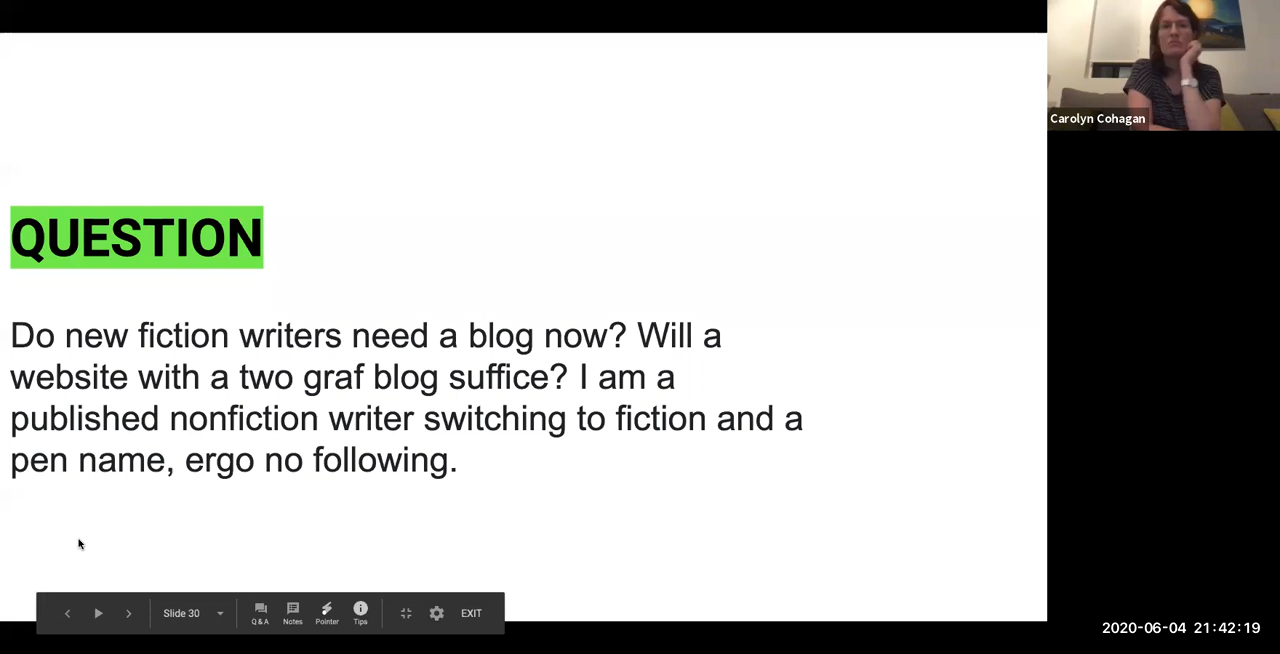 Carolyn Cohagan
QUESTION
Do new fiction writers need a blog now? Will a
website with a two graf blog suffice? I am a
published nonfiction writer switching to fiction and a
pen name, ergo no following.
Slide 30
Q & A
Notes
Pointer
Tips
EXIT
2020-06-04 21:42:19